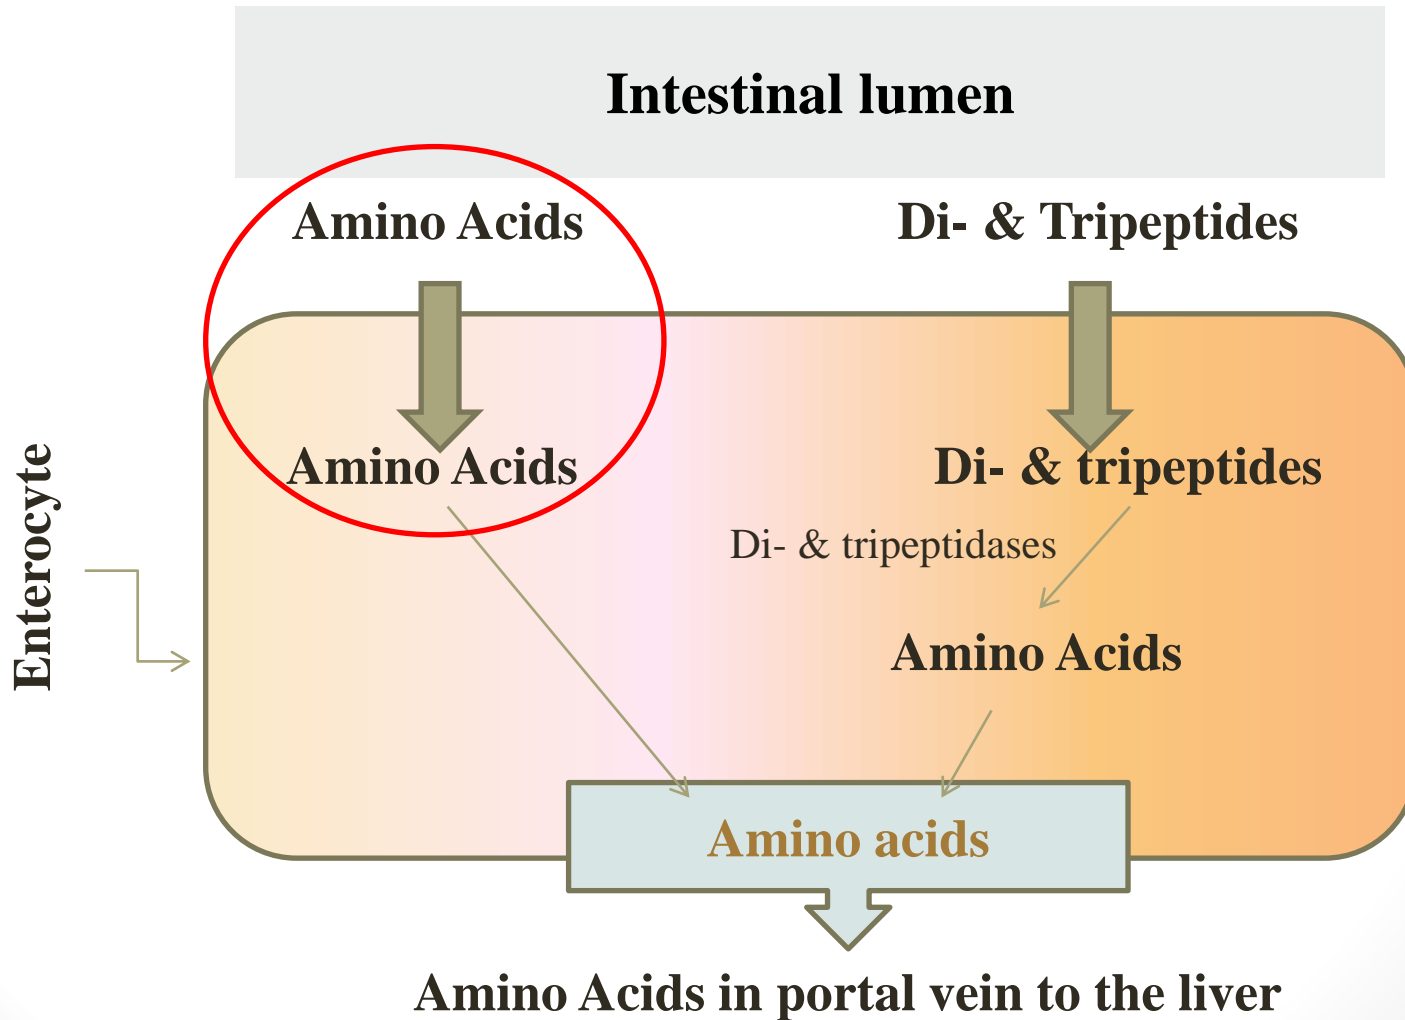 Intestinal lumen
Amino Acids
Di- & Tripeptides
Enterocyte
Amino Acids
Di- & tripeptides
Di- & tripeptidases
Amino Acids
Amino acids
Amino Acids in portal vein to the liver